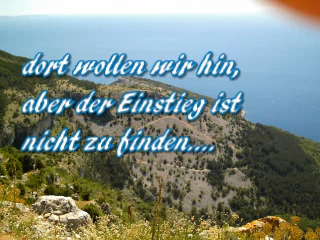 dort wollen wir hin,
aber der Einstieg ist
nicht zu finden....